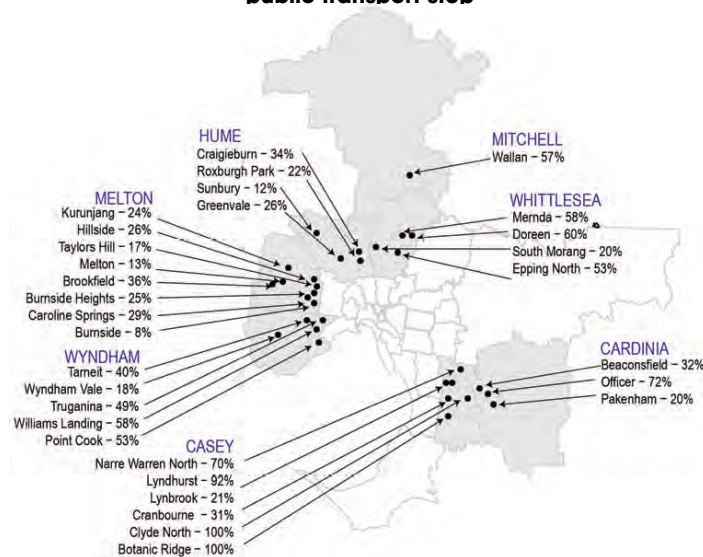 public transport stop
HUME
Craigieburn – 34%
Roxburgh Park – 22%
Sunbury – 12%
Greenvale – 26%
MITCHELL
Wallan – 57%
MELTON
Kurunjang – 24%
Hillside – 26%
Taylors Hill – 17%
Melton – 13%
Brookfield – 36%
Burnside Heights – 25%
Caroline Springs – 29%
Burnside – 8%
WHITTLESEA
Mernda – 58%
Doreen – 60%
South Morang – 20%
Epping North – 53%
WYNDHAM
Tarneit – 40%
Wyndham Vale – 18%
Truganina – 49%
Williams Landing – 58%
Point Cook – 53%
CARDINIA
Beaconsfield – 32%
Officer – 72%
Pakenham – 20%
CASEY
Narre Warren North – 70%
Lyndhurst – 92%
Lynbrook – 21%
Cranbourne – 31%
Clyde North – 100%
Botanic Ridge – 100%